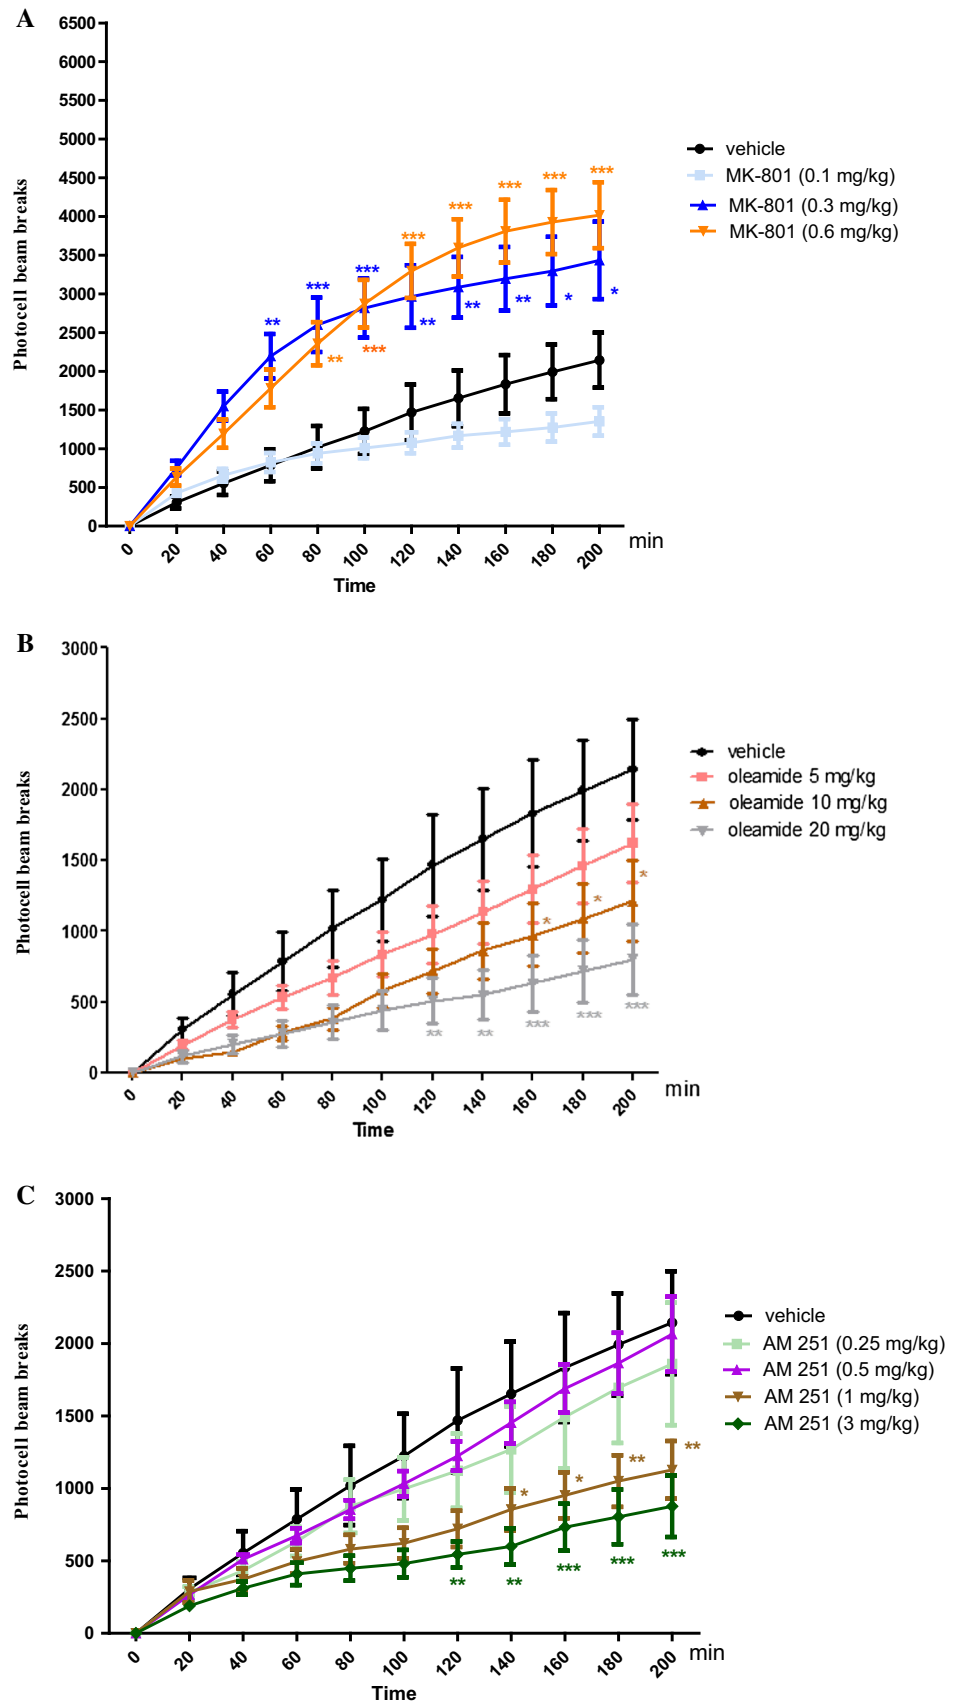 A
6500
6000
5500
5000
4500
4000
3500
3000
2500
2000
1500
1000
500
0
Photocell beam breaks
*** *** *** *** ***
*** *** ***
** ** ** ** * *
** ***
vehicle
MK-801 (0.1 mg/kg)
MK-801 (0.3 mg/kg)
MK-801 (0.6 mg/kg)
0 20 40 60 80 100 120 140 160 180 200 min
Time
B
3000
2500
2000
1500
1000
500
0
Photocell beam breaks
* * *
** ** *** *** ***
vehicle
oleamide 5 mg/kg
oleamide 10 mg/kg
oleamide 20 mg/kg
0 20 40 60 80 100 120 140 160 180 200 min
Time
C
3000
2500
2000
1500
1000
500
0
Photocell beam breaks
* * ** **
** ** *** *** ***
vehicle
AM 251 (0.25 mg/kg)
AM 251 (0.5 mg/kg)
AM 251 (1 mg/kg)
AM 251 (3 mg/kg)
0 20 40 60 80 100 120 140 160 180 200 min
Time